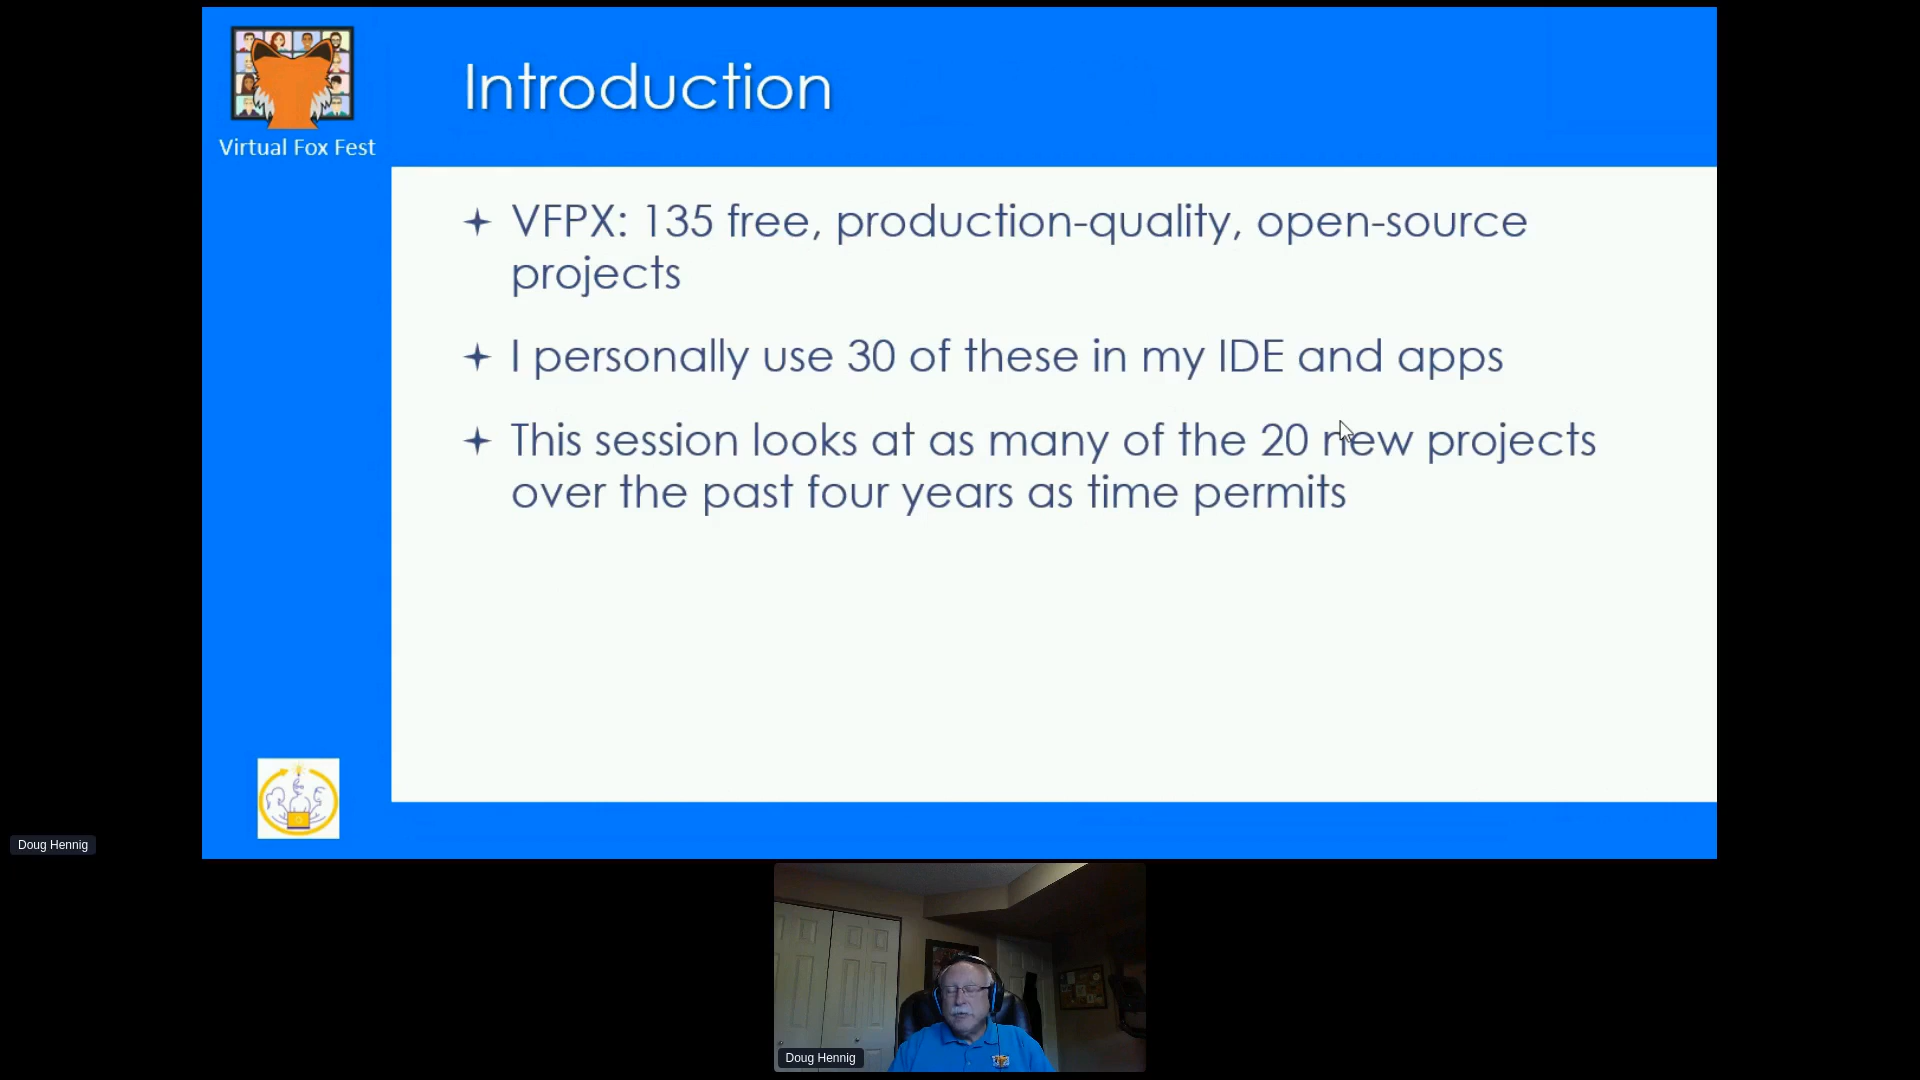 Virtual Fox Fest
Introduction
VFPX: 135 free, production-quality, open-source
projects
I personally use 30 of these in my IDE and apps
This session looks at as many of the 20 new projects
over the past four years as time permits
Doug Hennig
Doug Hennig